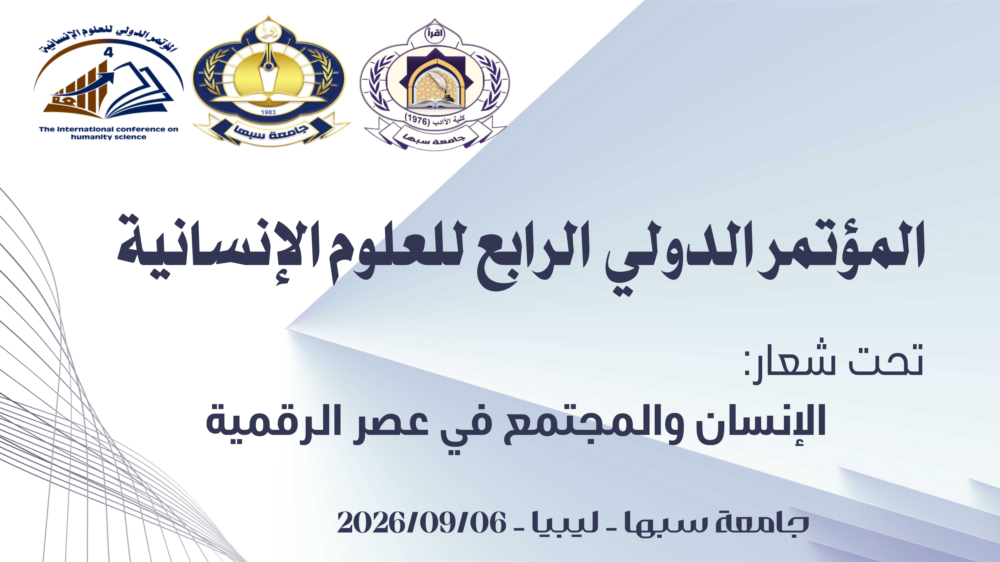 المؤتمر الدولي للعلوم الإنسانية
4
The international conference on
humanity science
اقرأ
1983
جامعة سبها
اقرأ
كلية الآدب (1976)
جامعة سبها
المؤتمر الدولي الرابع للعلوم الإنسانية
تحت شعار:
الإنسان والمجتمع في عصر الرقمية
جامعة سبها - ليبيا - 2026/09/06